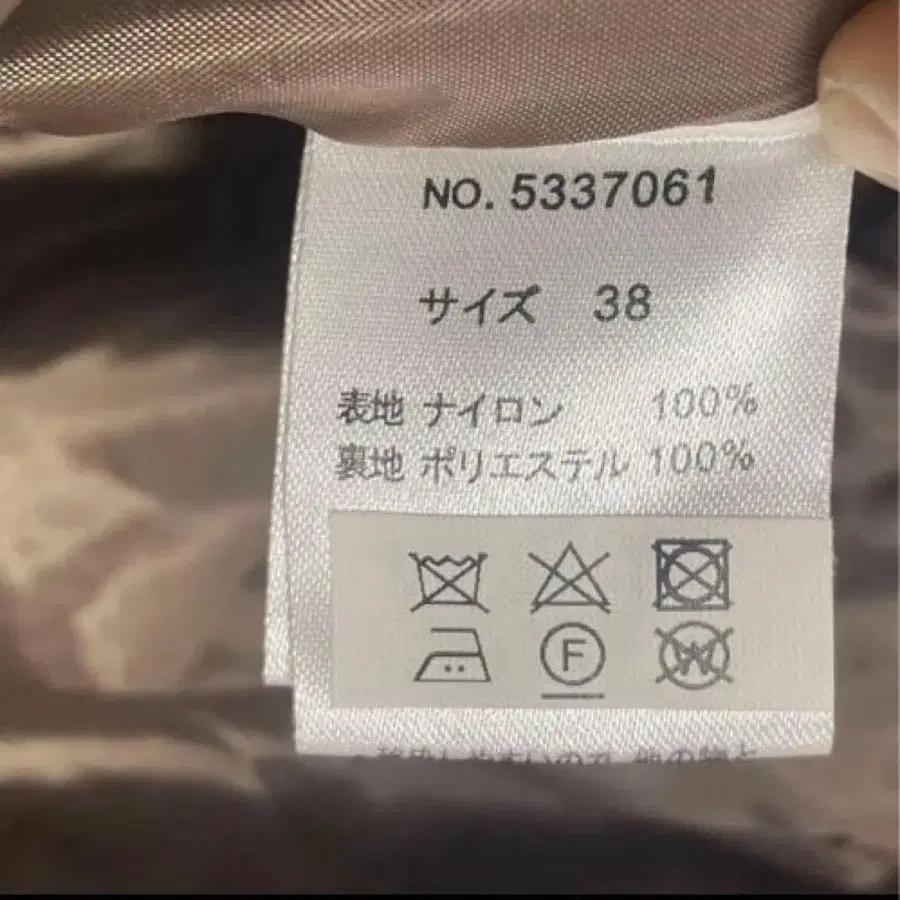 NO. 5337061
サイズ 38
表地 ナイロン 100%
裏地 ポリエステル 100%
F
W